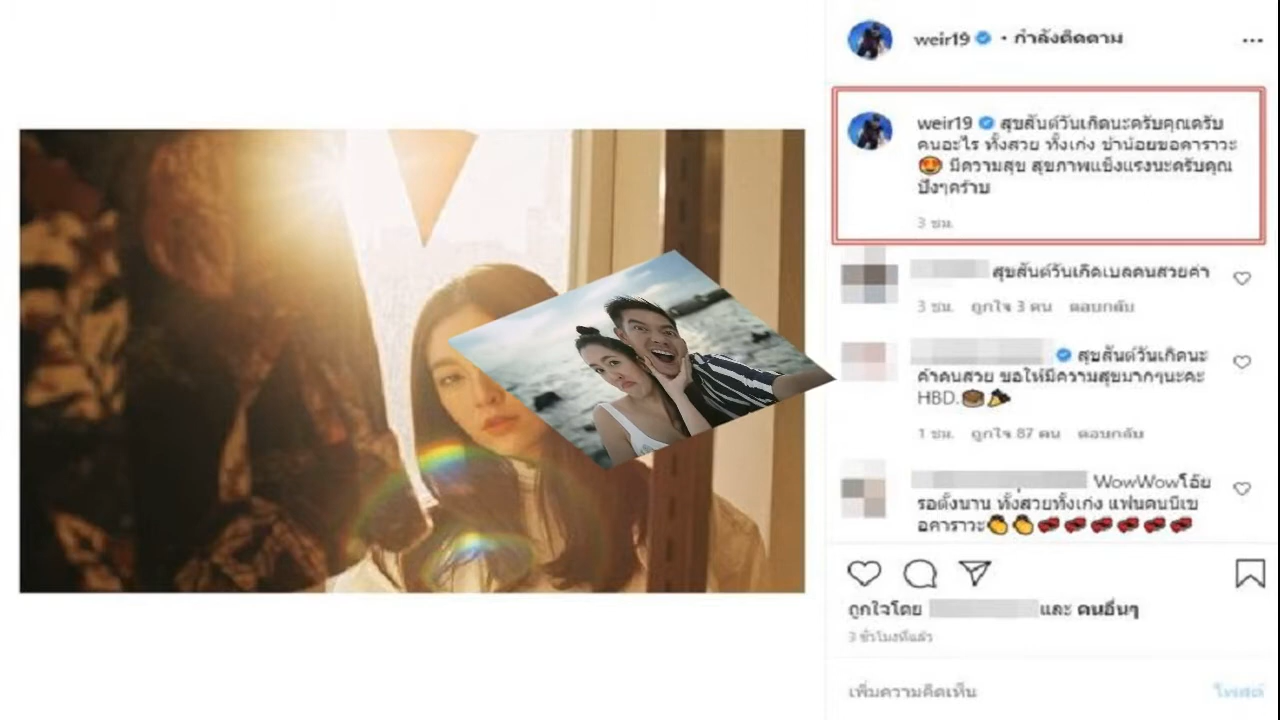 weir19 • กำลังติดตาม
weir19 สุขสันต์วันเกิดนะครับคุณครับ
คนอะไร ทั้งสวย ทั้งเก่ง ข้าน้อยขอคาราวะ
😍 มีความสุข สุขภาพแข็งแรงนะครับคุณ
ปังๆคร้าบ
3 ชม.
สุขสันต์วันเกิดเบลคนสวยค่า
3 ชม. ถูกใจ 3 คน ตอบกลับ
สุขสันต์วันเกิดนะ
ค้าคนสวย ขอให้มีความสุขมากๆนะคะ
HBD.🎂🎉
1 ชม. ถูกใจ 87 คน ตอบกลับ
WowWowโอ้ย
รอตั้งนาน ทั้งสวยทั้งเก่ง แฟนคนนี้เข
อคาราวะ👏👏💞💞💞💞💞💞
ถูกใจโดย และ คนอื่นๆ
3 ชั่วโมงที่แล้ว
เพิ่มความคิดเห็น โพสต์